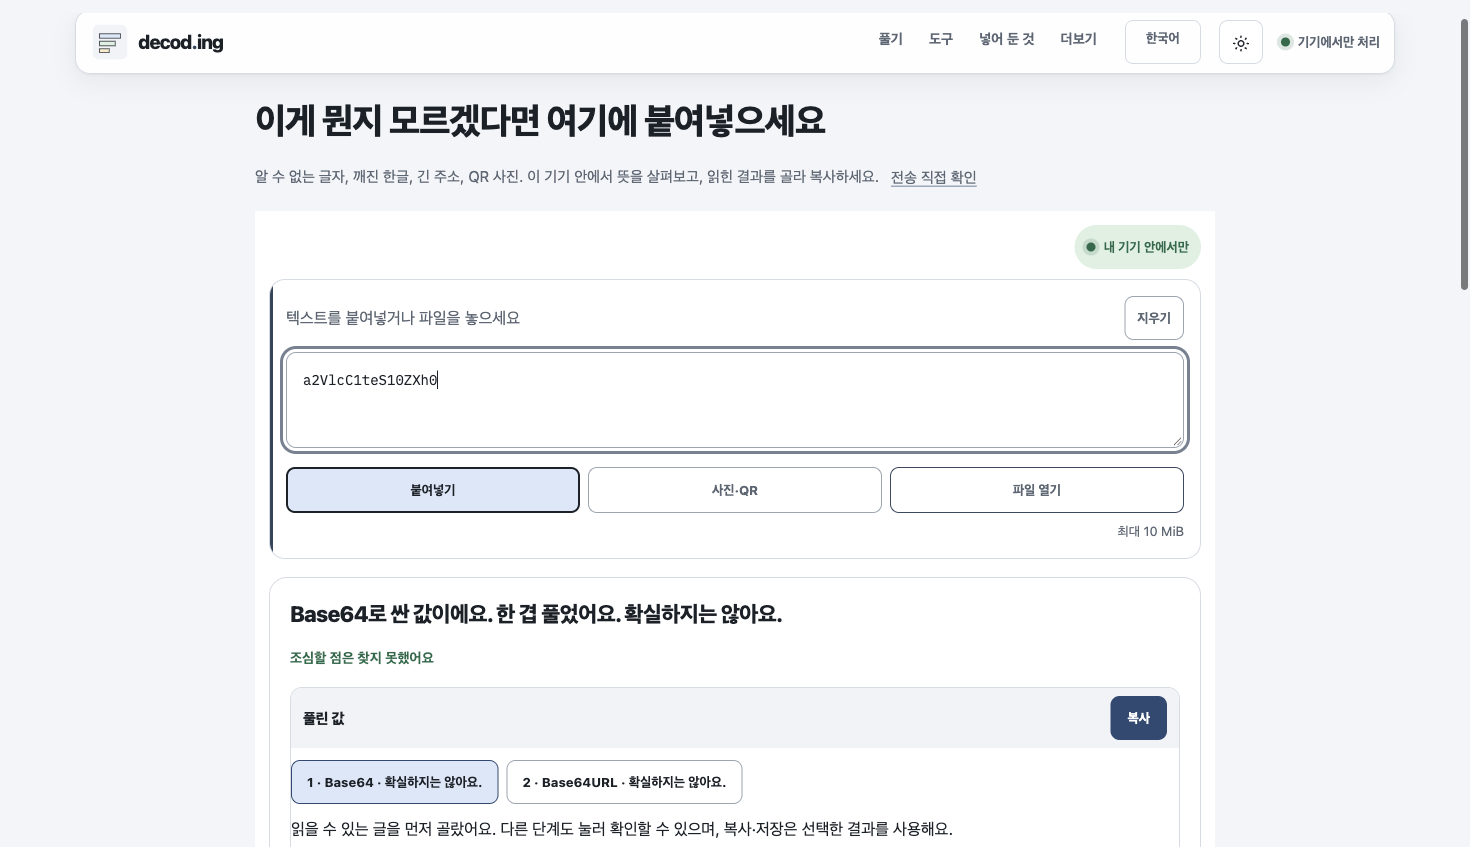 decod.ing
풀기 도구 넣어 둔 것 더보기 한국어 기기에서만 처리
이게 뭔지 모르겠다면 여기에 붙여넣으세요
알 수 없는 글자, 깨진 한글, 긴 주소, QR 사진. 이 기기 안에서 뜻을 살펴보고, 읽힌 결과를 골라 복사하세요. 전송 직접 확인
내 기기 안에서만
텍스트를 붙여넣거나 파일을 놓으세요 지우기
a2VlcC1teS10ZXh0
붙여넣기 사진·QR 파일 열기
최대 10 MiB
Base64로 싼 값이에요. 한 겹 풀었어요. 확실하지는 않아요.
조심할 점은 찾지 못했어요
풀린 값 복사
1 · Base64 · 확실하지는 않아요. 2 · Base64URL · 확실하지는 않아요.
읽을 수 있는 글을 먼저 골랐어요. 다른 단계도 눌러 확인할 수 있으며, 복사·저장은 선택한 결과를 사용해요.